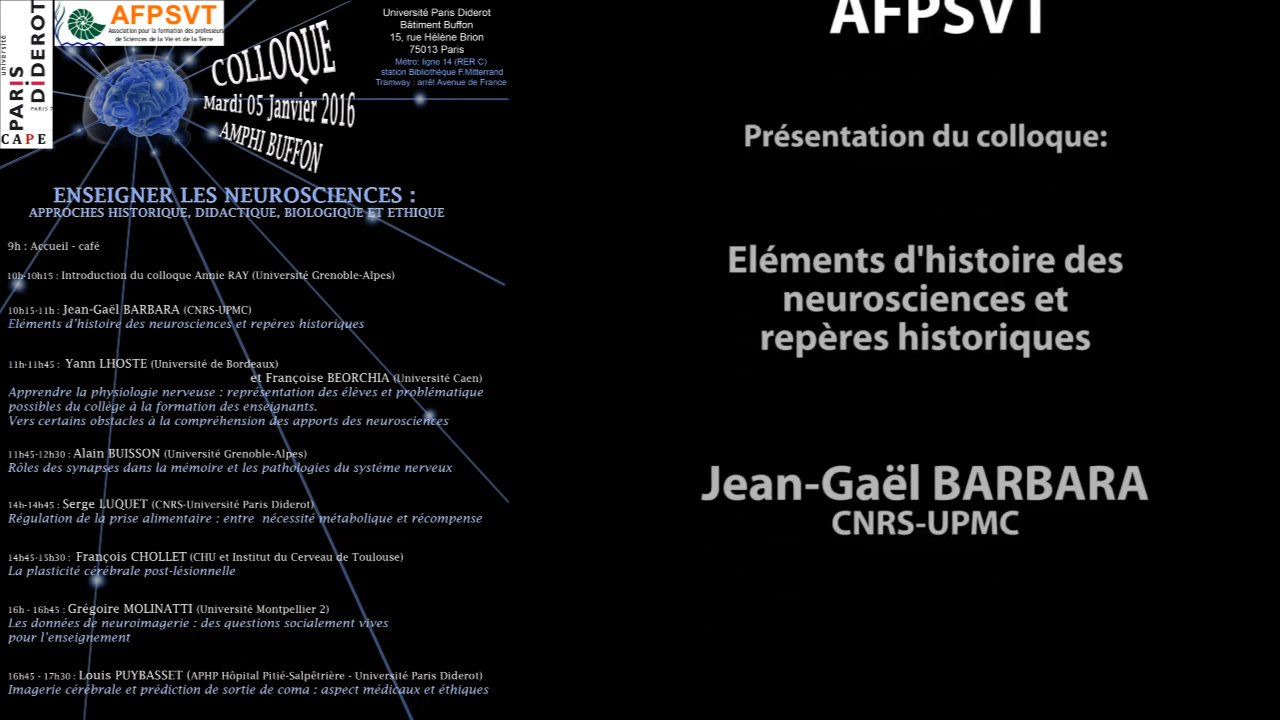 université
PARIS
DIDEROT
PARIS 7
CAPE
AFPSVT
Association pour la formation des professeurs
de Sciences de la Vie et de la Terre
COLLOQUE
Mardi 05 Janvier 2016
AMPHI BUFFON
Université Paris Diderot
Bâtiment Buffon
15, rue Hélène Brion
75013 Paris
Métro: ligne 14 (RER C)
station Bibliothèque F.Mitterrand
Tramway : arrêt Avenue de France
ENSEIGNER LES NEUROSCIENCES :
APPROCHES HISTORIQUE, DIDACTIQUE, BIOLOGIQUE ET ETHIQUE
9h : Accueil - café
10h-10h15 : Introduction du colloque Annie RAY (Université Grenoble-Alpes)
10h15-11h : Jean-Gaël BARBARA (CNRS-UPMC)
Eléments d'histoire des neurosciences et repères historiques
11h-11h45 : Yann LHOSTE (Université de Bordeaux)
et Françoise BEORCHIA (Université Caen)
Apprendre la physiologie nerveuse : représentation des élèves et problématique
possibles du collège à la formation des enseignants.
Vers certains obstacles à la compréhension des apports des neurosciences
11h45-12h30 : Alain BUISSON (Université Grenoble-Alpes)
Rôles des synapses dans la mémoire et les pathologies du système nerveux
14h-14h45 : Serge LUQUET (CNRS-Université Paris Diderot)
Régulation de la prise alimentaire : entre nécessité métabolique et récompense
14h45-15h30 : François CHOLLET (CHU et Institut du Cerveau de Toulouse)
La plasticité cérébrale post-lésionnelle
16h - 16h45 : Grégoire MOLINATTI (Université Montpellier 2)
Les données de neuroimagerie : des questions socialement vives
pour l'enseignement
16h45 - 17h30 : Louis PUYBASSET (APHP Hôpital Pitié-Salpêtrière - Université Paris Diderot)
Imagerie cérébrale et prédiction de sortie de coma : aspect médicaux et éthiques
AFPSVT
Présentation du colloque:
Eléments d'histoire des
neurosciences et
repères historiques
Jean-Gaël BARBARA
CNRS-UPMC